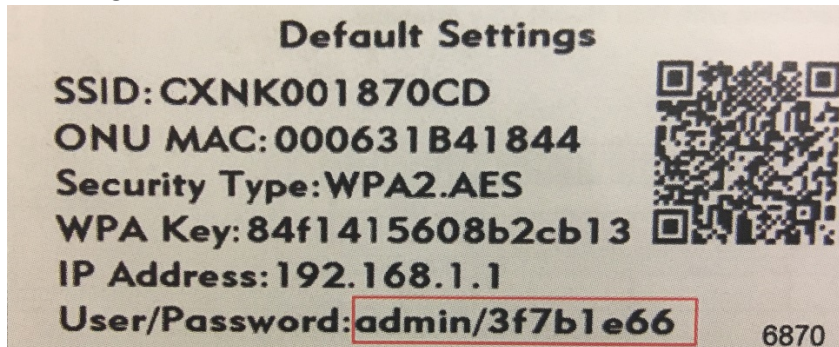 Default Settings
SSID:CXNK001870CD
ONU MAC:000631B41844
Security Type:WPA2.AES
WPA Key:84f1415608b2cb13
IP Address:192.168.1.1
User/Password:admin/3f7b1e66
6870